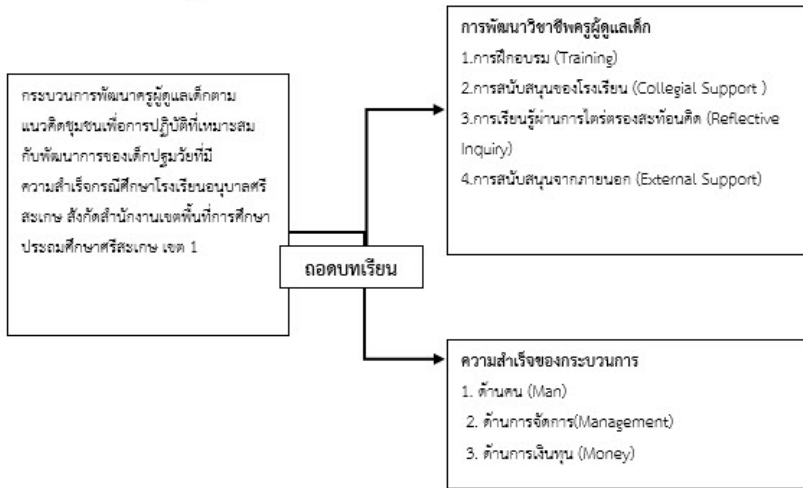 กระบวนการพัฒนาครูผู้ดูแลเด็กตาม
แนวคิดชุมชนเพื่อการปฏิบัติที่เหมาะสม
กับพัฒนาการของเด็กปฐมวัยที่มี
ความสำเร็จกรณีศึกษาโรงเรียนอนุบาลศรี
สะเกษ สังกัดสำนักงานเขตพื้นที่การศึกษา
ประถมศึกษาศรีสะเกษ เขต 1
ถอดบทเรียน
การพัฒนาวิชาชีพครูผู้ดูแลเด็ก
1.การฝึกอบรม (Training)
2.การสนับสนุนของโรงเรียน (Collegial Support )
3.การเรียนรู้ผ่านการไตร่ตรองสะท้อนคิด (Reflective
Inquiry)
4.การสนับสนุนจากภายนอก (External Support)
ความสำเร็จของกระบวนการ
1. ด้านคน (Man)
2. ด้านการจัดการ(Management)
3. ด้านการเงินทุน (Money)